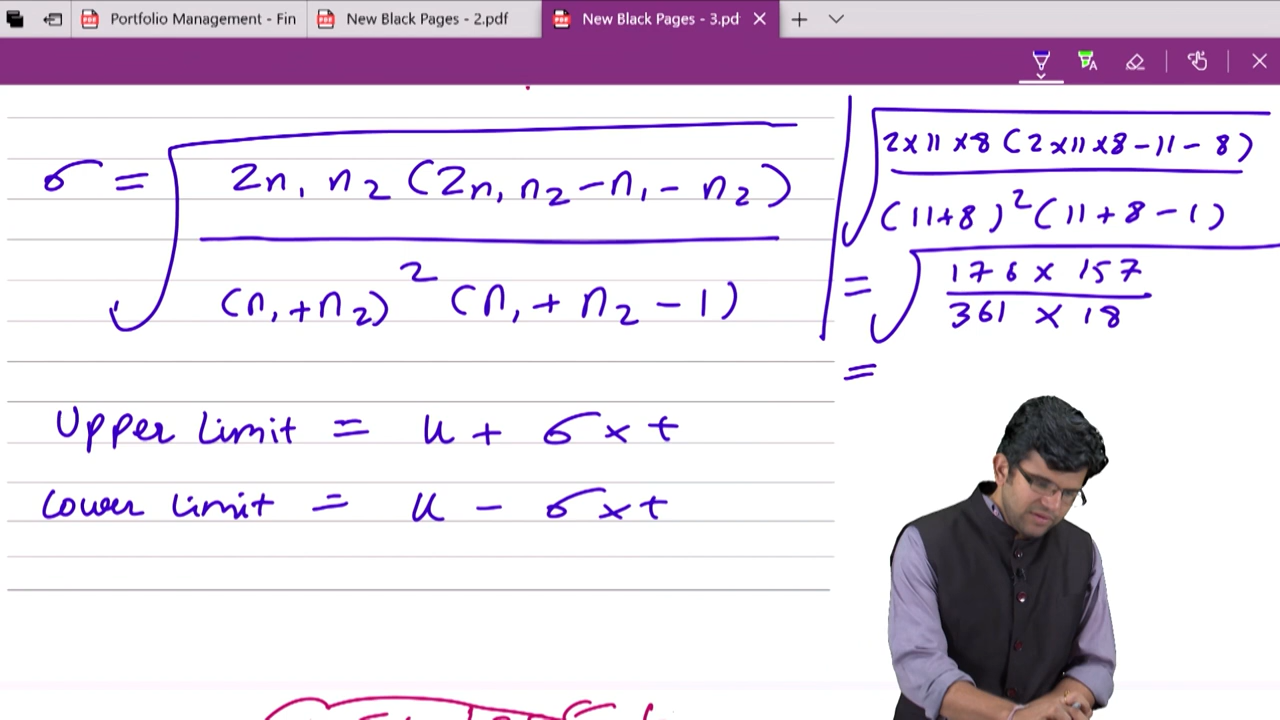 Portfolio Management - Fin
New Black Pages - 2.pdf
New Black Pages - 3.pd
σ = √ 2n₁ n₂ (2n₁ n₂ - n₁ - n₂)
(n₁ + n₂)² (n₁ + n₂ - 1)
Upper Limit = u + σ x t
Lower Limit = u - σ x t
√ 2 x 11 x 8 (2 x 11 x 8 - 11 - 8)
(11 + 8)² (11 + 8 - 1)
= √ 176 x 157
361 x 18
=